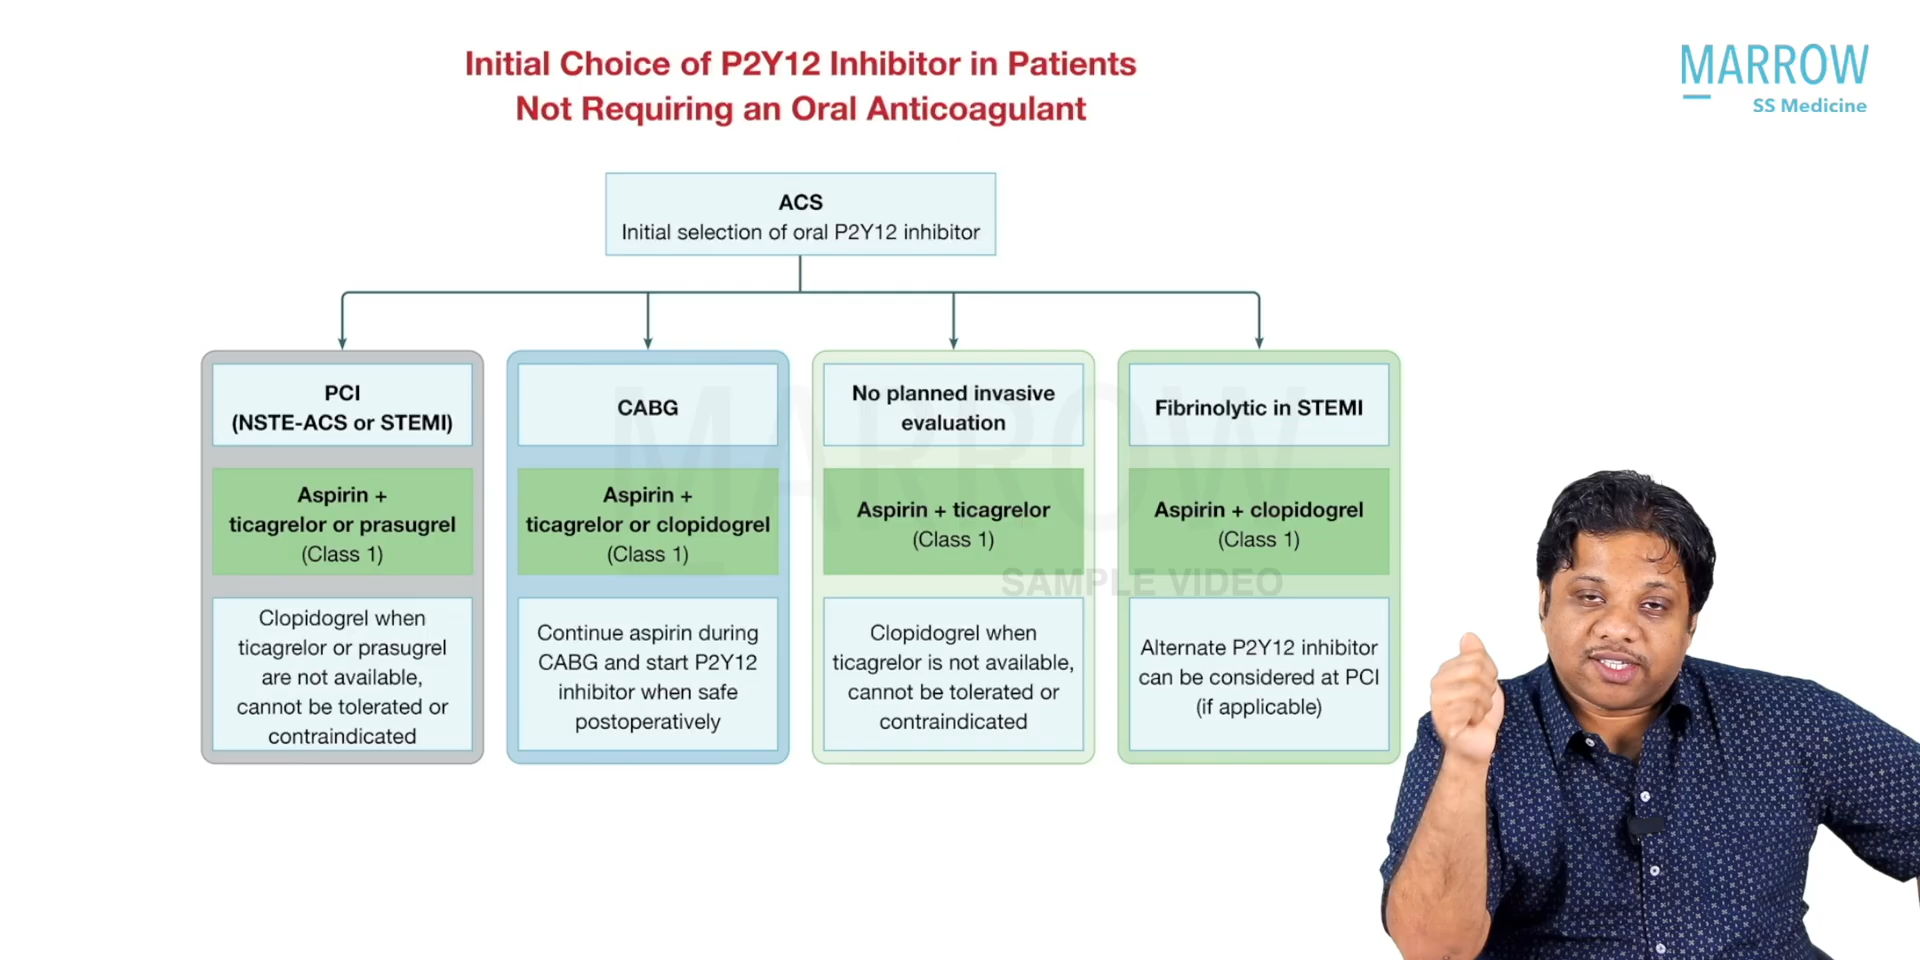 Initial Choice of P2Y12 Inhibitor in Patients
Not Requiring an Oral Anticoagulant
MARROW
SS Medicine
ACS
Initial selection of oral P2Y12 inhibitor
PCI
(NSTE-ACS or STEMI)
Aspirin +
ticagrelor or prasugrel
(Class 1)
Clopidogrel when
ticagrelor or prasugrel
are not available,
cannot be tolerated or
contraindicated
CABG
Aspirin +
ticagrelor or clopidogrel
(Class 1)
Continue aspirin during
CABG and start P2Y12
inhibitor when safe
postoperatively
No planned invasive
evaluation
Aspirin + ticagrelor
(Class 1)
Clopidogrel when
ticagrelor is not available,
cannot be tolerated or
contraindicated
Fibrinolytic in STEMI
Aspirin + clopidogrel
(Class 1)
Alternate P2Y12 inhibitor
can be considered at PCI
(if applicable)
MARROW
SAMPLE VIDEO